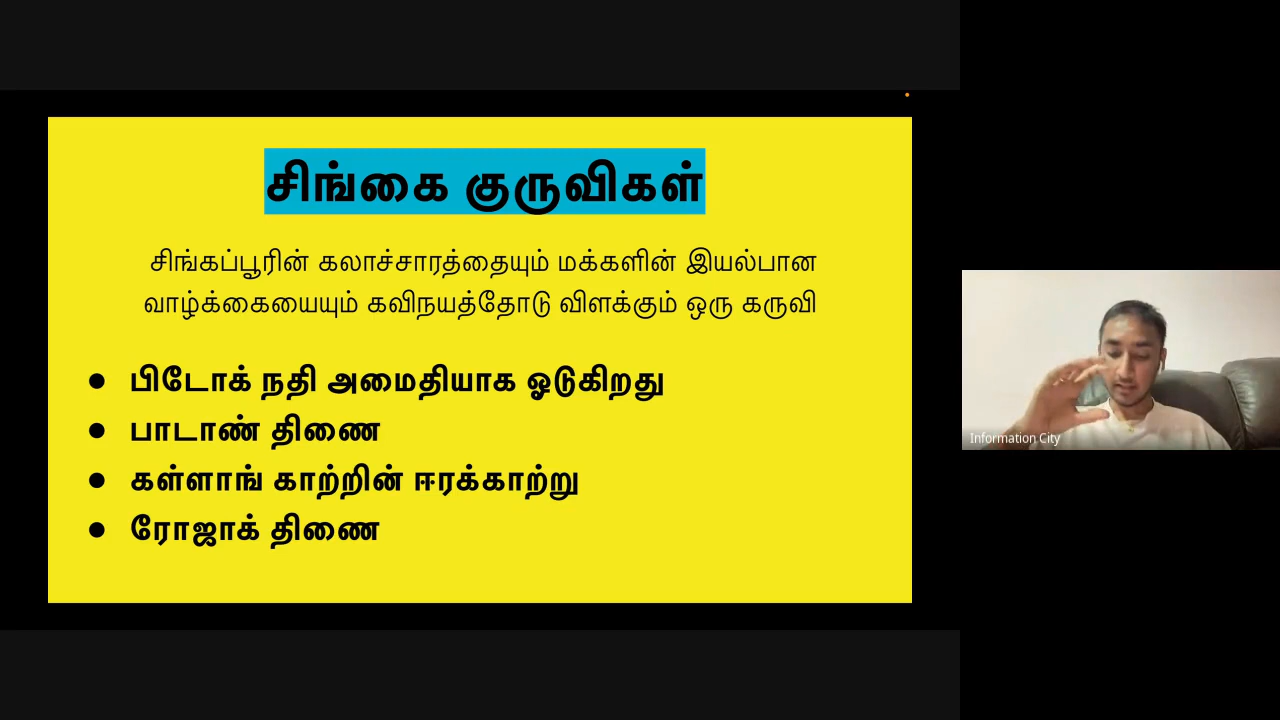 சிங்கை குருவிகள்
சிங்கப்பூரின் கலாச்சாரத்தையும் மக்களின் இயல்பான
வாழ்க்கையையும் கவிநயத்தோடு விளக்கும் ஒரு கருவி
● பிடோக் நதி அமைதியாக ஓடுகிறது
● பாடாண் திணை
● கள்ளாங் காற்றின் ஈரக்காற்று
● ரோஜாக் திணை
Information City